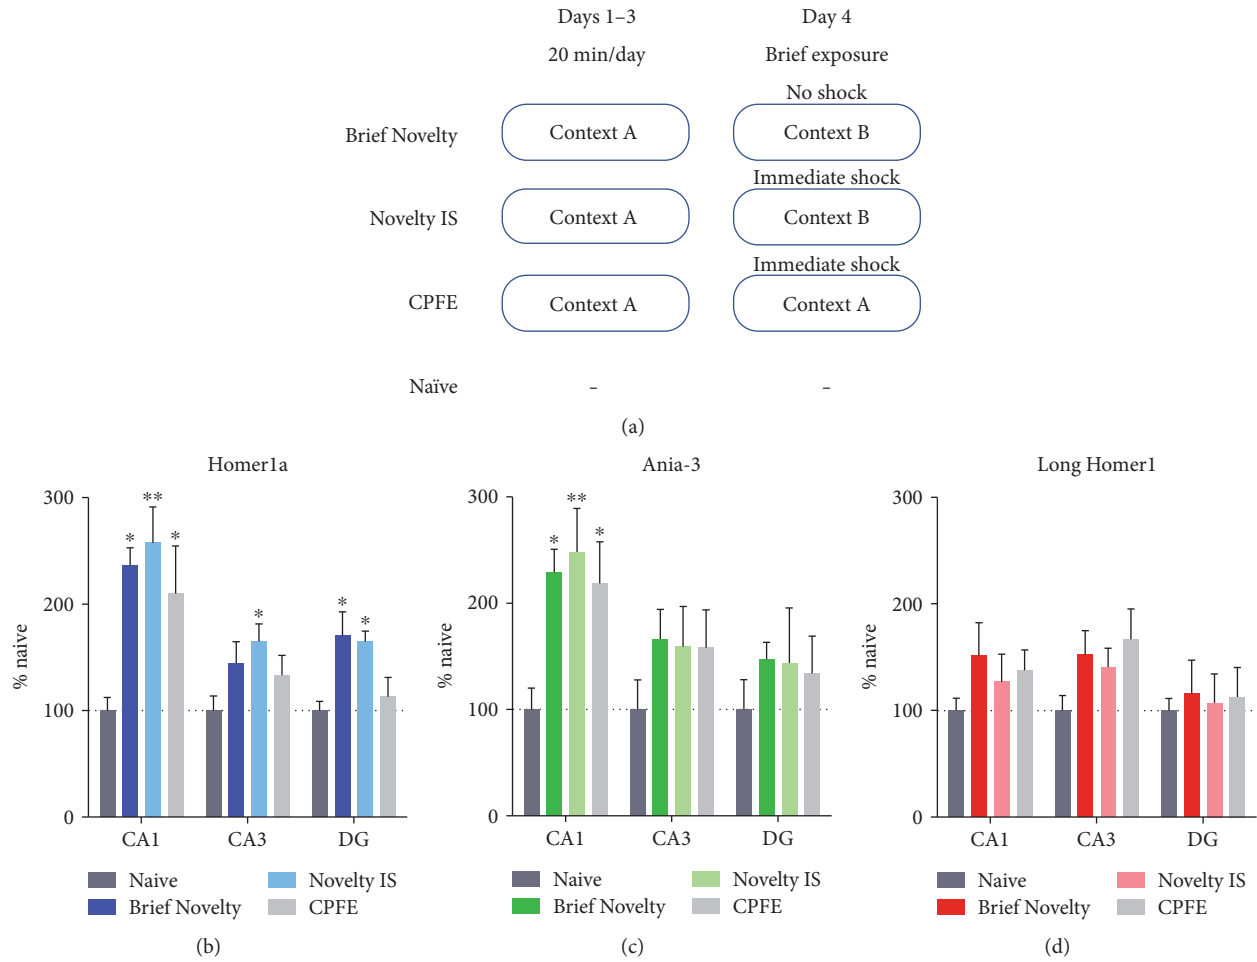 Days 1–3 Day 4
20 min/day Brief exposure
No shock
Brief Novelty Context A Context B
Immediate shock
Novelty IS Context A Context B
Immediate shock
CPFE Context A Context A
Naïve – –
(a)
Homer1a
300
200
100
0
% naive
* ** *
*
* *
CA1 CA3 DG
Naive Novelty IS
Brief Novelty CPFE
(b)
Ania-3
300
200
100
0
% naive
* ** *
CA1 CA3 DG
Naive Novelty IS
Brief Novelty CPFE
(c)
Long Homer1
300
200
100
0
% naive
CA1 CA3 DG
Naive Novelty IS
Brief Novelty CPFE
(d)